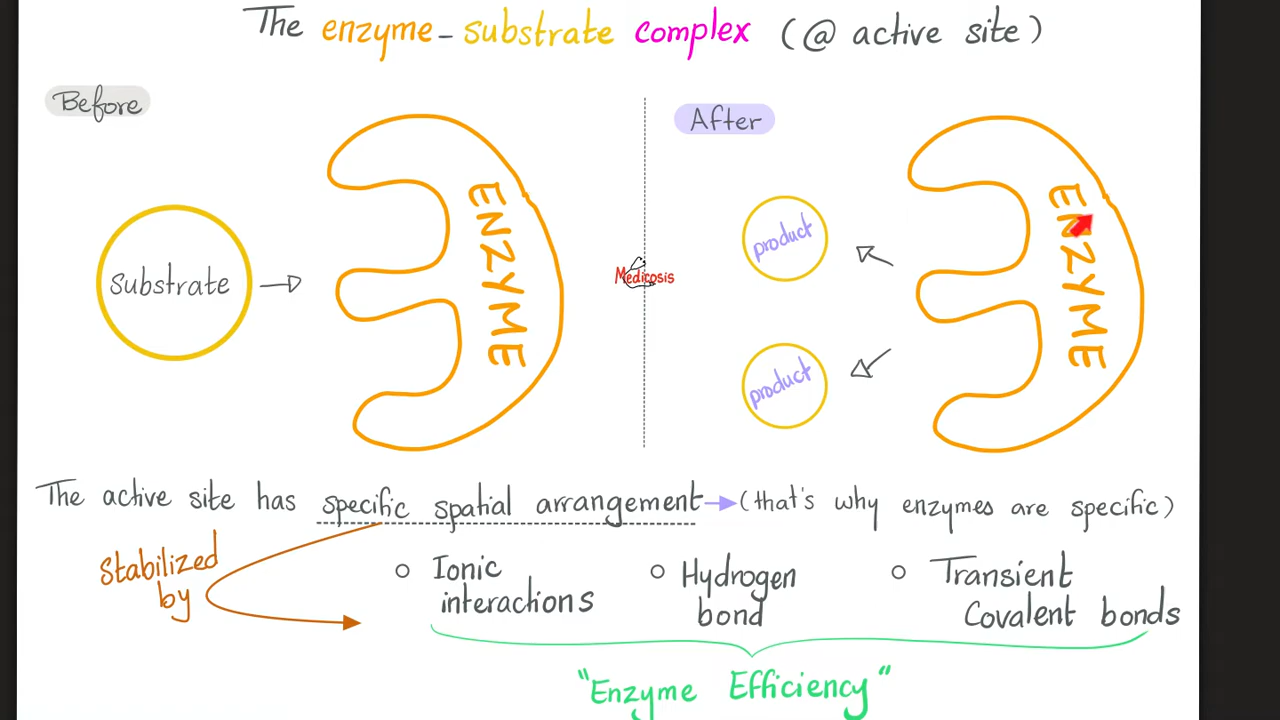 The enzyme - substrate complex (@ active site)
Before
After
substrate
ENZYME
Medicosis
product
product
ENZYME
The active site has specific spatial arrangement → (that's why enzymes are specific)
Stabilized
by
Ionic
interactions
Hydrogen
bond
Transient
Covalent bonds
"Enzyme Efficiency"